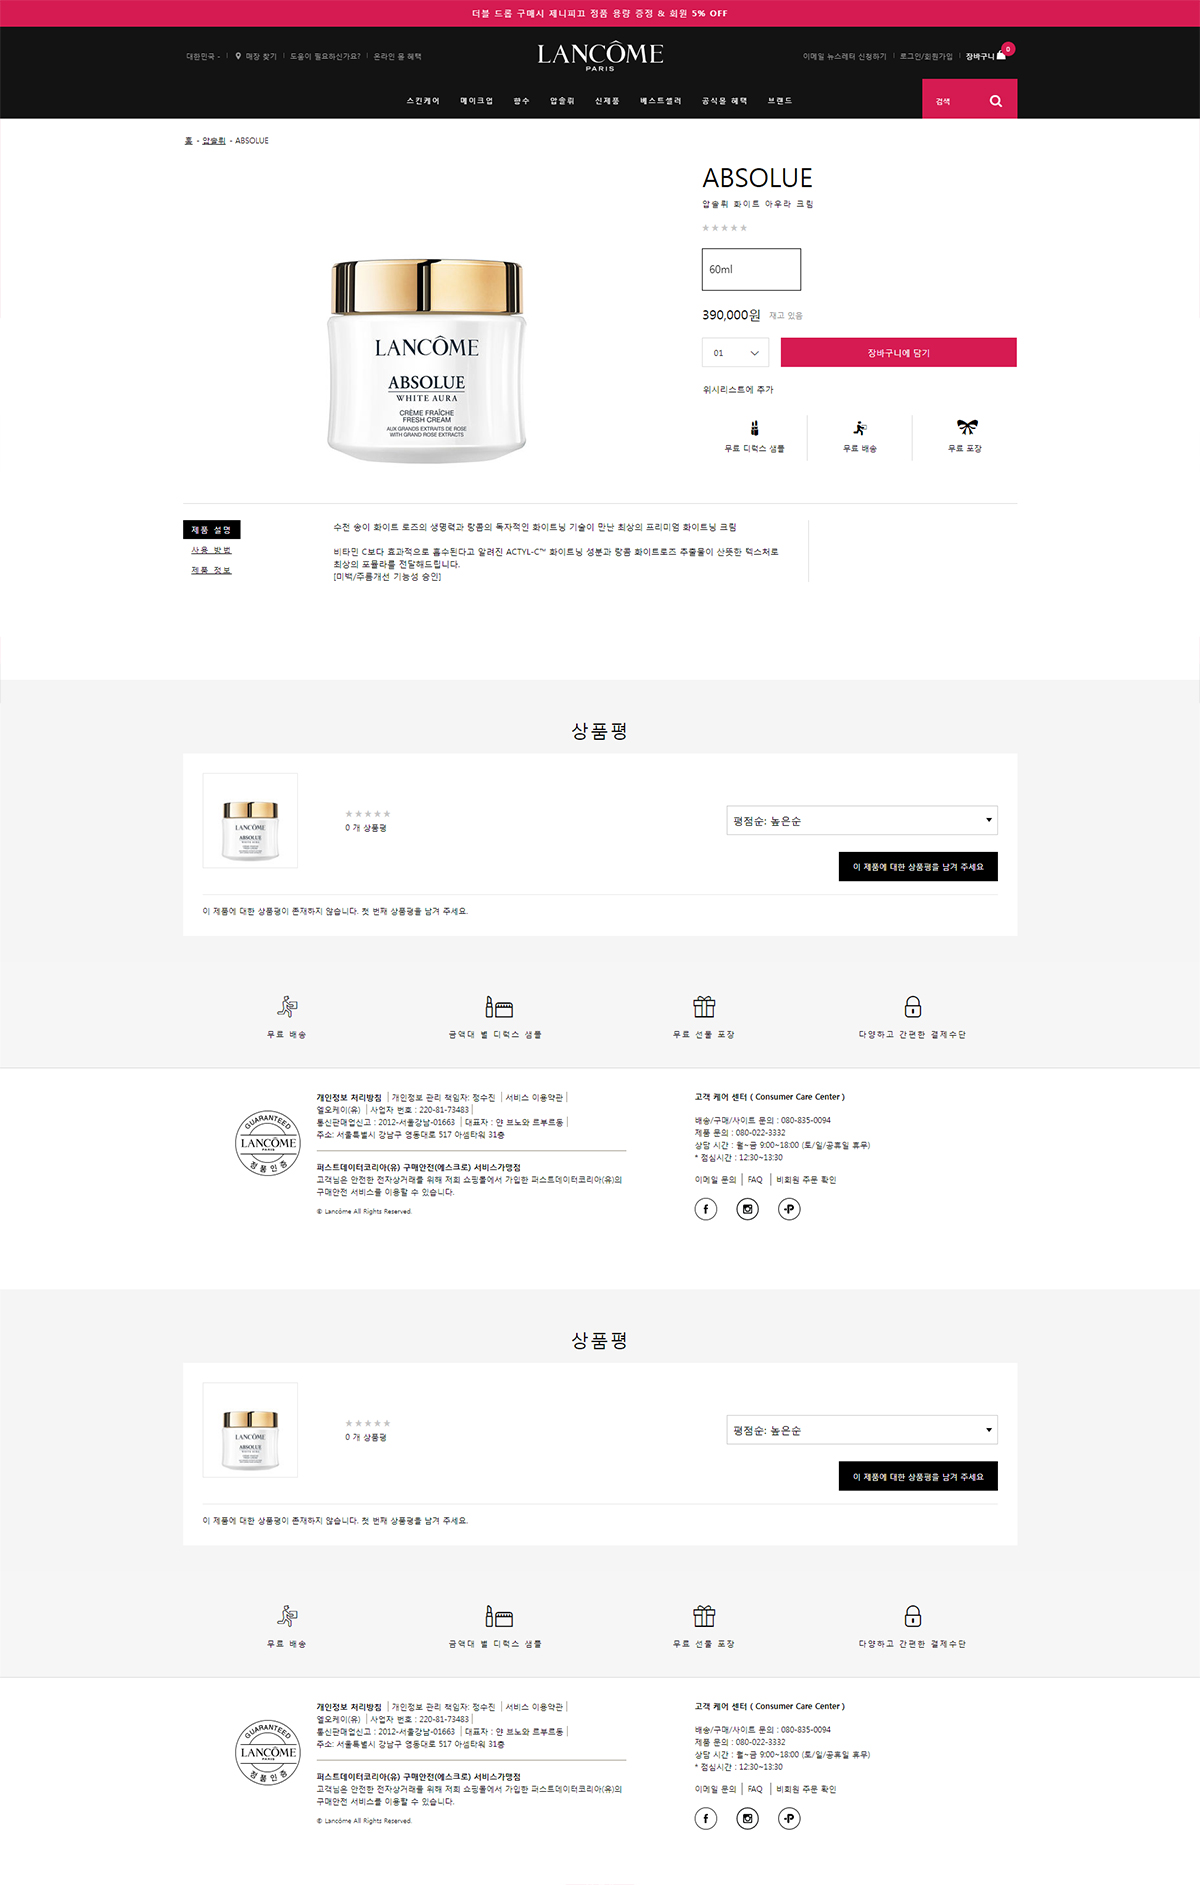 더블 드롭 구매시 제니피끄 정품 용량 증정 & 회원 5% OFF
대한민국 -
매장 찾기
도움이 필요하신가요?
온라인 몰 혜택
LANCÔME
PARIS
이메일 뉴스레터 신청하기
로그인/회원가입
장바구니
0
스킨케어 메이크업 향수 압솔뤼 신제품 베스트셀러 공식몰 혜택 브랜드
검색
홈 - 압솔뤼 - ABSOLUE
ABSOLUE
압솔뤼 화이트 아우라 크림
60ml
390,000원 재고 있음
01
장바구니에 담기
위시리스트에 추가
무료 디럭스 샘플
무료 배송
무료 포장
LANCÔME
ABSOLUE
WHITE AURA
CRÈME FRAÎCHE
FRESH CREAM
AUX GRANDS EXTRAITS DE ROSE
WITH GRAND ROSE EXTRACTS
제품 설명
사용 방법
제품 정보
수천 송이 화이트 로즈의 생명력과 랑콤의 독자적인 화이트닝 기술이 만난 최상의 프리미엄 화이트닝 크림
비타민 C보다 효과적으로 흡수된다고 알려진 ACTYL-C™ 화이트닝 성분과 랑콤 화이트로즈 추출물이 산뜻한 텍스처로
최상의 포뮬라를 전달해드립니다.
[미백/주름개선 기능성 승인]
상품평
LANCÔME
ABSOLUE
0 개 상품평
평점순: 높은순
이 제품에 대한 상품평을 남겨 주세요
이 제품에 대한 상품평이 존재하지 않습니다. 첫 번째 상품평을 남겨 주세요.
무료 배송
금액대 별 디럭스 샘플
무료 선물 포장
다양하고 간편한 결제수단
GUARANTEED
LANCÔME
PARIS
정품인증
개인정보 처리방침 | 개인정보 관리 책임자: 정수진 | 서비스 이용약관 |
엘오케이(유) | 사업자 번호 : 220-81-73483 |
통신판매업신고 : 2012-서울강남-01663 | 대표자 : 얀 브노와 르부르동 |
주소: 서울특별시 강남구 영동대로 517 아셈타워 31층
퍼스트데이터코리아(유) 구매안전(에스크로) 서비스가맹점
고객님은 안전한 전자상거래를 위해 저희 쇼핑몰에서 가입한 퍼스트데이터코리아(유)의
구매안전 서비스를 이용할 수 있습니다.
© Lancôme All Rights Reserved.
고객 케어 센터 ( Consumer Care Center )
배송/구매/사이트 문의 : 080-835-0094
제품 문의 : 080-022-3332
상담 시간 : 월~금 9:00~18:00 (토/일/공휴일 휴무)
* 점심시간 : 12:30~13:30
이메일 문의 | FAQ | 비회원 주문 확인
상품평
LANCÔME
ABSOLUE
0 개 상품평
평점순: 높은순
이 제품에 대한 상품평을 남겨 주세요
이 제품에 대한 상품평이 존재하지 않습니다. 첫 번째 상품평을 남겨 주세요.
무료 배송
금액대 별 디럭스 샘플
무료 선물 포장
다양하고 간편한 결제수단
GUARANTEED
LANCÔME
PARIS
정품인증
개인정보 처리방침 | 개인정보 관리 책임자: 정수진 | 서비스 이용약관 |
엘오케이(유) | 사업자 번호 : 220-81-73483 |
통신판매업신고 : 2012-서울강남-01663 | 대표자 : 얀 브노와 르부르동 |
주소: 서울특별시 강남구 영동대로 517 아셈타워 31층
퍼스트데이터코리아(유) 구매안전(에스크로) 서비스가맹점
고객님은 안전한 전자상거래를 위해 저희 쇼핑몰에서 가입한 퍼스트데이터코리아(유)의
구매안전 서비스를 이용할 수 있습니다.
© Lancôme All Rights Reserved.
고객 케어 센터 ( Consumer Care Center )
배송/구매/사이트 문의 : 080-835-0094
제품 문의 : 080-022-3332
상담 시간 : 월~금 9:00~18:00 (토/일/공휴일 휴무)
* 점심시간 : 12:30~13:30
이메일 문의 | FAQ | 비회원 주문 확인